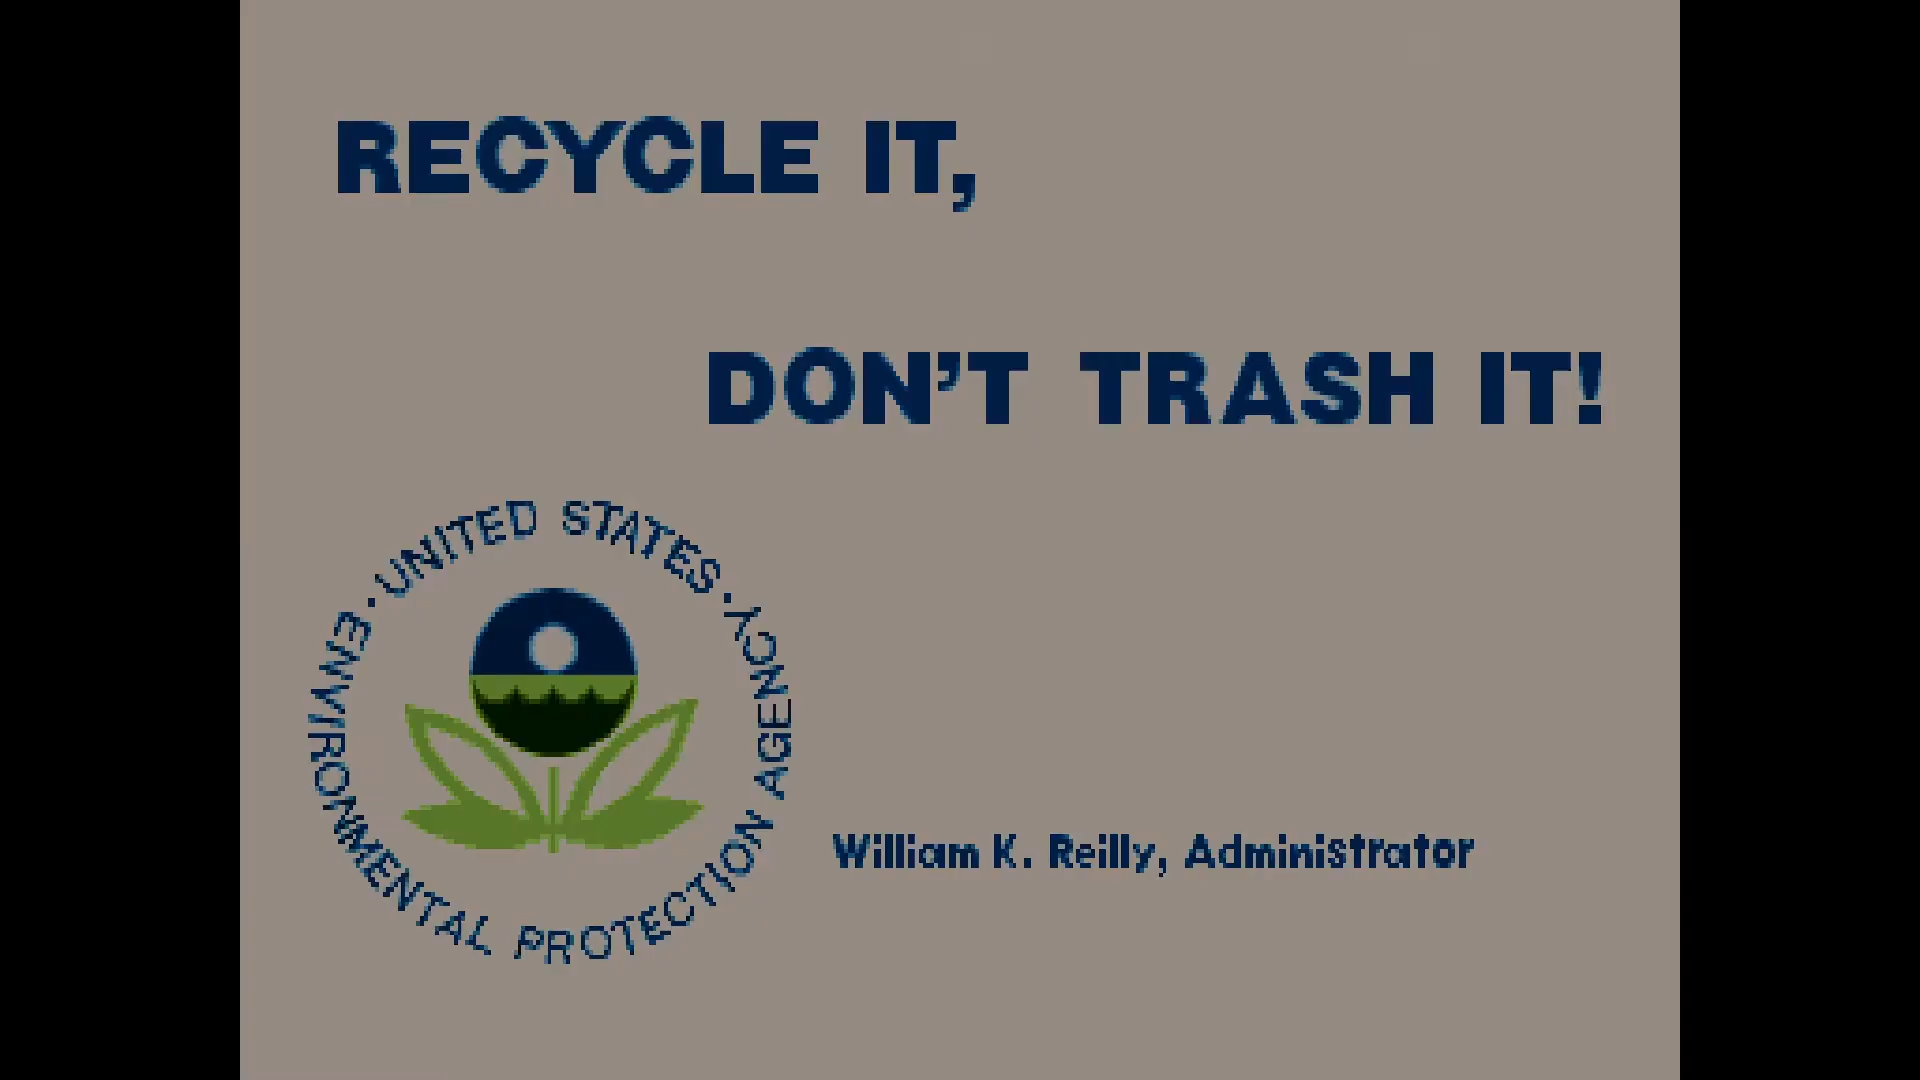 RECYCLE IT,
DON'T TRASH IT!
UNITED STATES
· ENVIRONMENTAL PROTECTION AGENCY ·
William K. Reilly, Administrator